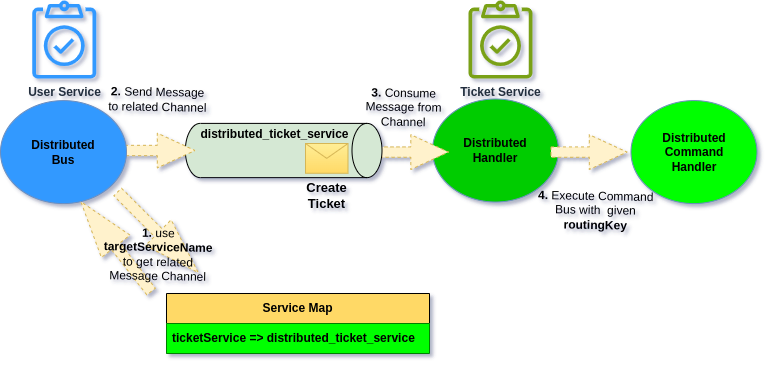 User Service
Distributed
Bus
2. Send Message
to related Channel
distributed_ticket_service
Create
Ticket
3. Consume
Message from
Channel
Ticket Service
Distributed
Handler
Distributed
Command
Handler
4. Execute Command
Bus with given
routingKey
1. use
targetServiceName
to get related
Message Channel
Service Map
ticketService => distributed_ticket_service